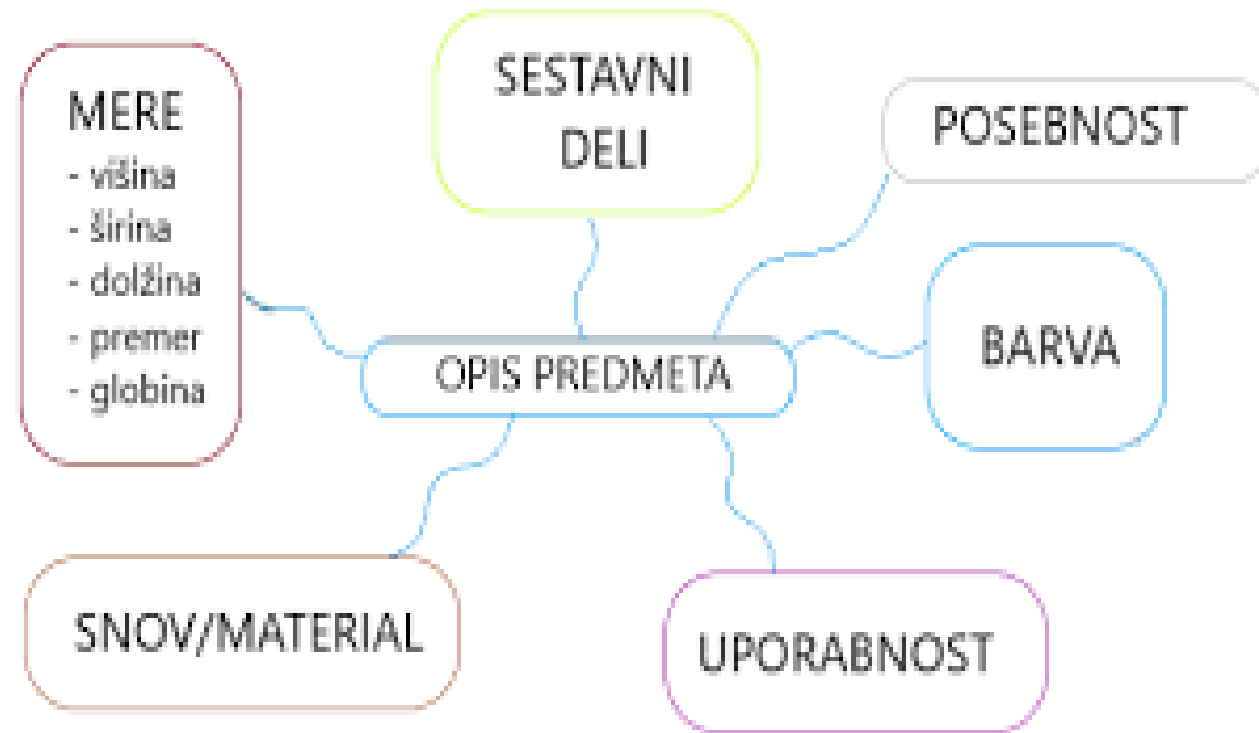 MERE
- višina
- širina
- dolžina
- premer
- globina
SESTAVNI
DELI
POSEBNOST
BARVA
OPIS PREDMETA
SNOV/MATERIAL
UPORABNOST